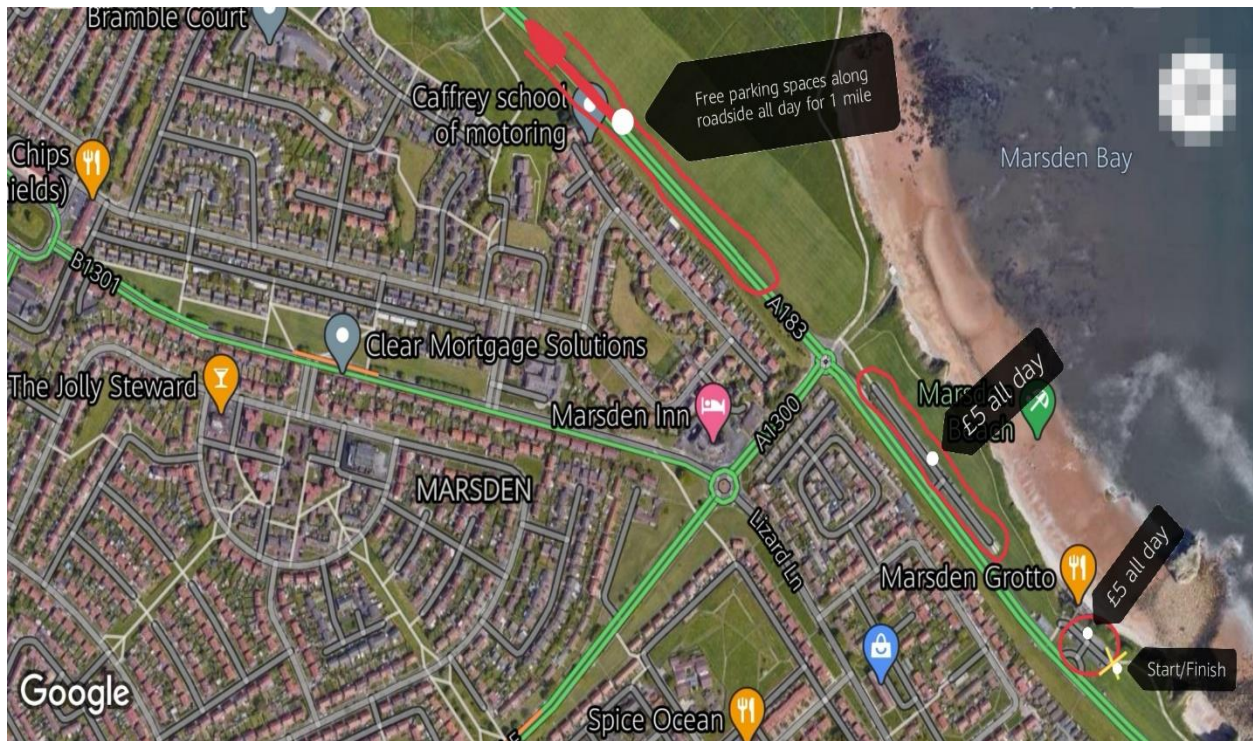 Bramble Court
Caffrey school
of motoring
Free parking spaces along
roadside all day for 1 mile
Marsden Bay
Chips
ields)
B1301
A183
Clear Mortgage Solutions
The Jolly Steward
Marsden Inn
A1300
£5 all day
Beach
MARSDEN
Lizard Ln
Marsden Grotto
£5 all day
Start/Finish
Google
Spice Ocean